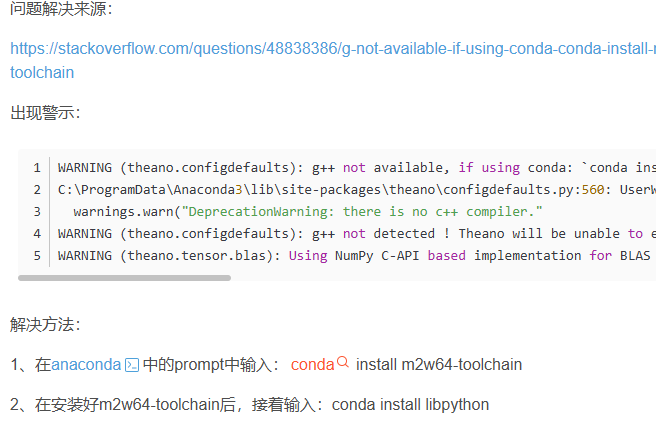 问题解决来源：
https://stackoverflow.com/questions/48838386/g-not-available-if-using-conda-conda-install-
toolchain
出现警示：
1 WARNING (theano.configdefaults): g++ not available, if using conda: `conda ins
2 C:\ProgramData\Anaconda3\lib\site-packages\theano\configdefaults.py:560: UserW
3 warnings.warn("DeprecationWarning: there is no c++ compiler."
4 WARNING (theano.configdefaults): g++ not detected ! Theano will be unable to e
5 WARNING (theano.tensor.blas): Using NumPy C-API based implementation for BLAS
解决方法：
1、在anaconda中的prompt中输入：conda install m2w64-toolchain
2、在安装好m2w64-toolchain后，接着输入：conda install libpython